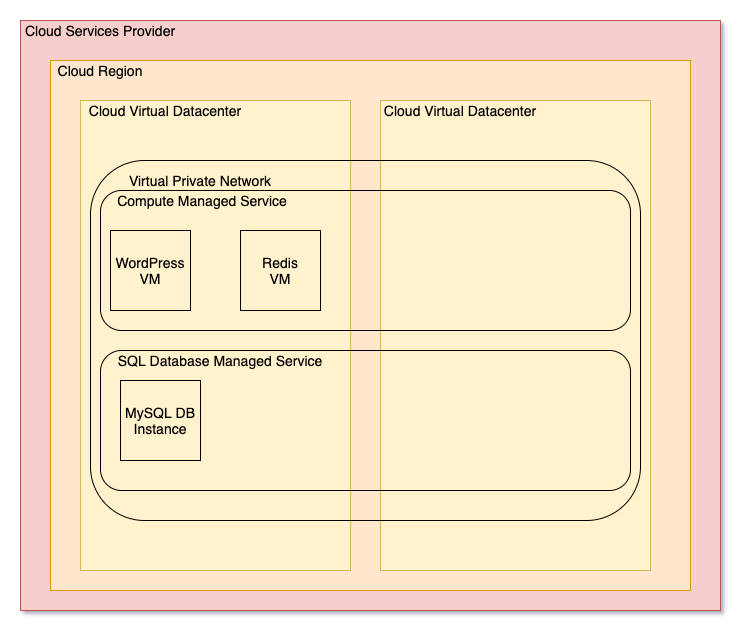 Cloud Services Provider
Cloud Region
Cloud Virtual Datacenter
Cloud Virtual Datacenter
Virtual Private Network
Compute Managed Service
WordPress
VM
Redis
VM
SQL Database Managed Service
MySQL DB
Instance